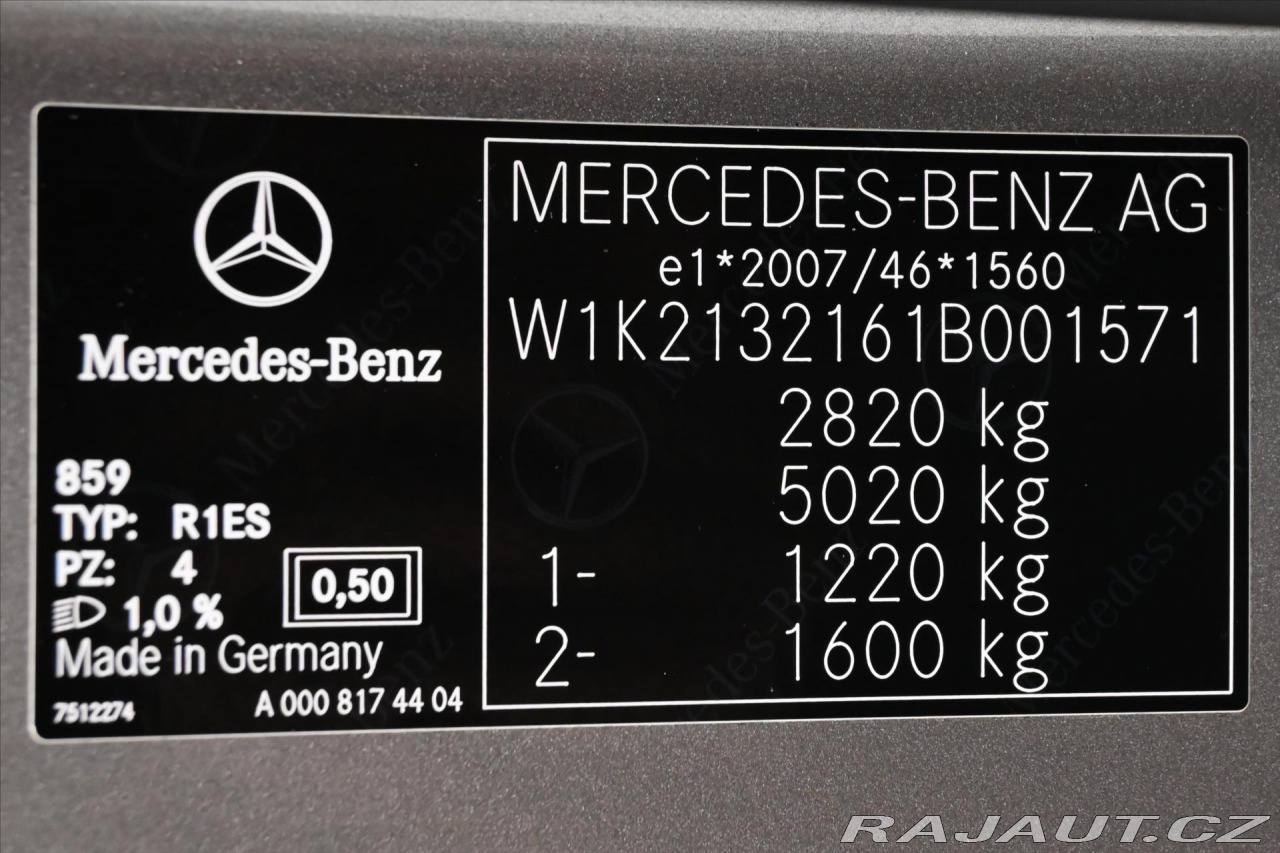 Mercedes-Benz
859
TYP: R1ES
PZ: 4
1,0 %
0,50
Made in Germany
7512274
A 000 817 44 04
MERCEDES-BENZ AG
e1*2007/46*1560
W1K2132161B001571
2820 kg
5020 kg
1- 1220 kg
2- 1600 kg
RAJAUT.CZ